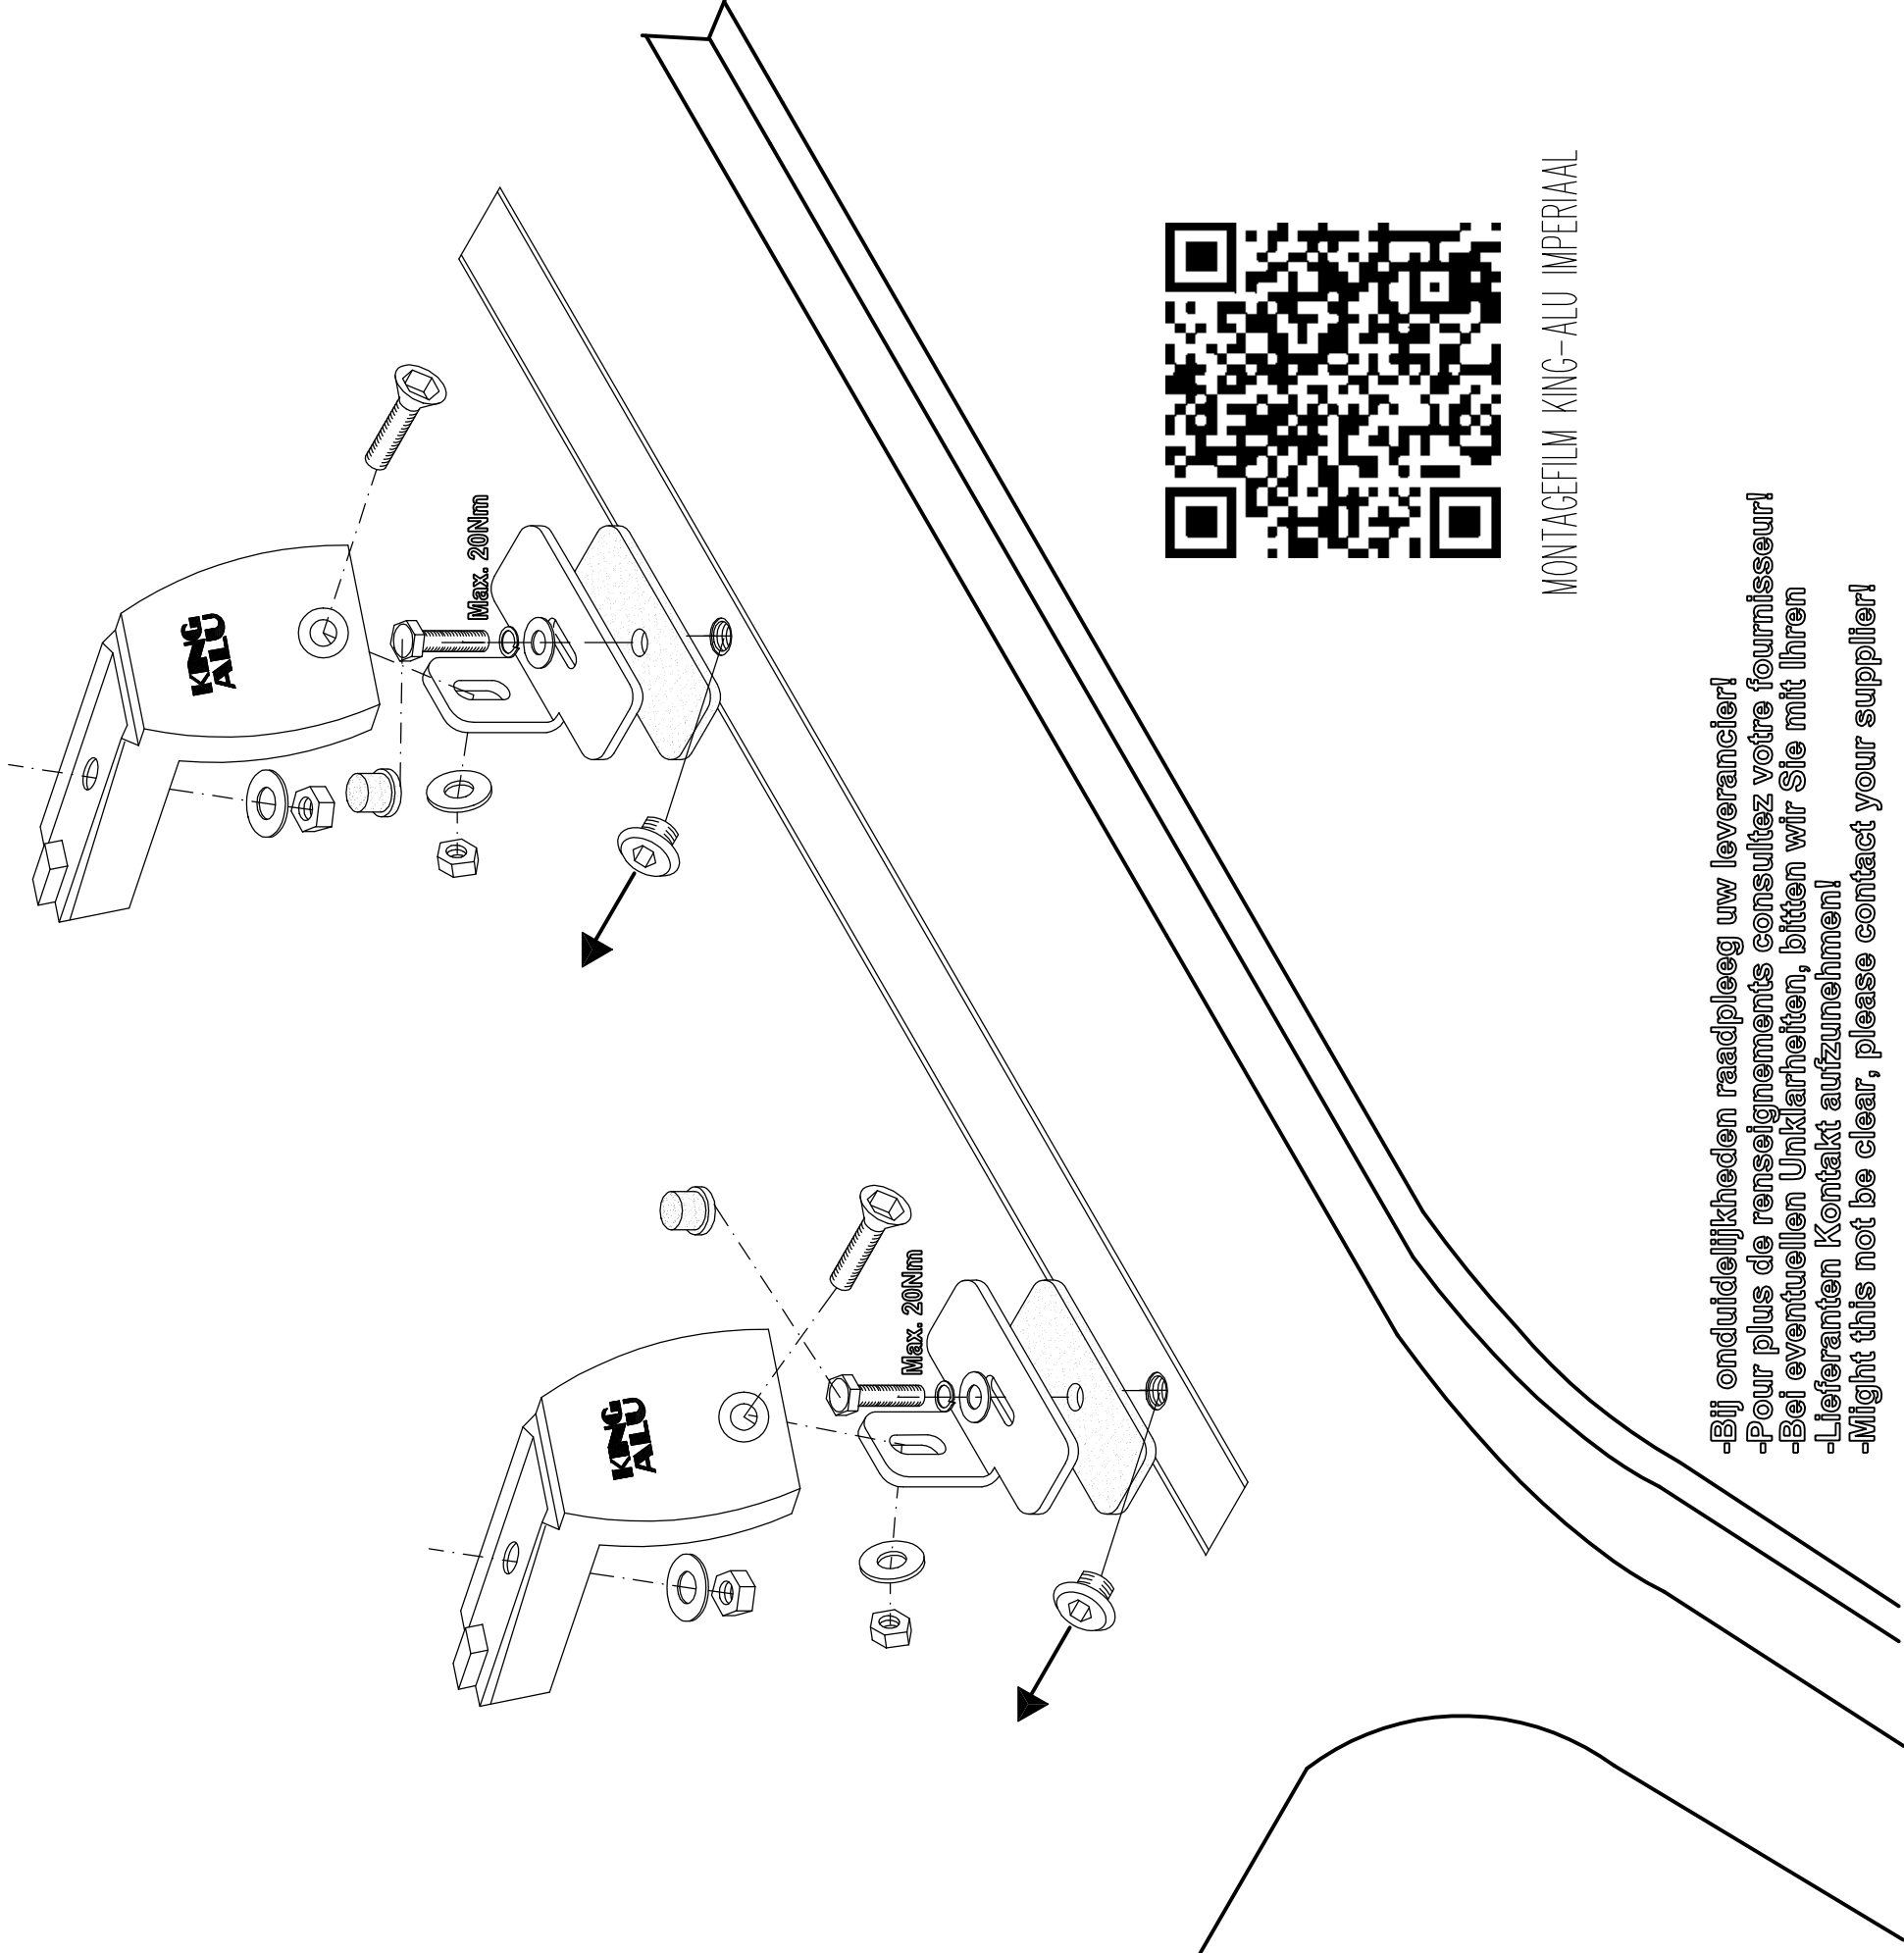 KING
ALU
Max. 20Nm
KING
ALU
Max. 20Nm
MONTAGEFILM KING-ALU IMPERIAAL
-Bij onduidelijkheden raadpleeg uw leverancier!
-Pour plus de renseignements consultez votre fournisseur!
-Bei eventuellen Unklarheiten, bitten wir Sie mit Ihren
-Lieferanten Kontakt aufzunehmen!
-Might this not be clear, please contact your supplier!